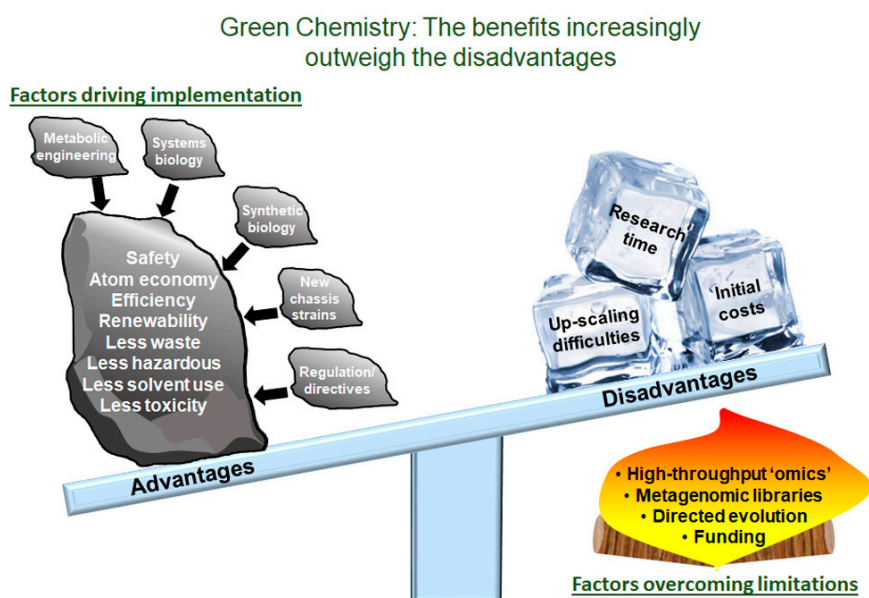 Green Chemistry: The benefits increasingly
outweigh the disadvantages
Factors driving implementation
Metabolic
engineering
Systems
biology
Synthetic
biology
New
chassis
strains
Regulation/
directives
Safety
Atom economy
Efficiency
Renewability
Less waste
Less hazardous
Less solvent use
Less toxicity
Advantages
Research
time
Up-scaling
difficulties
Initial
costs
Disadvantages
• High-throughput ‘omics’
• Metagenomic libraries
• Directed evolution
• Funding
Factors overcoming limitations